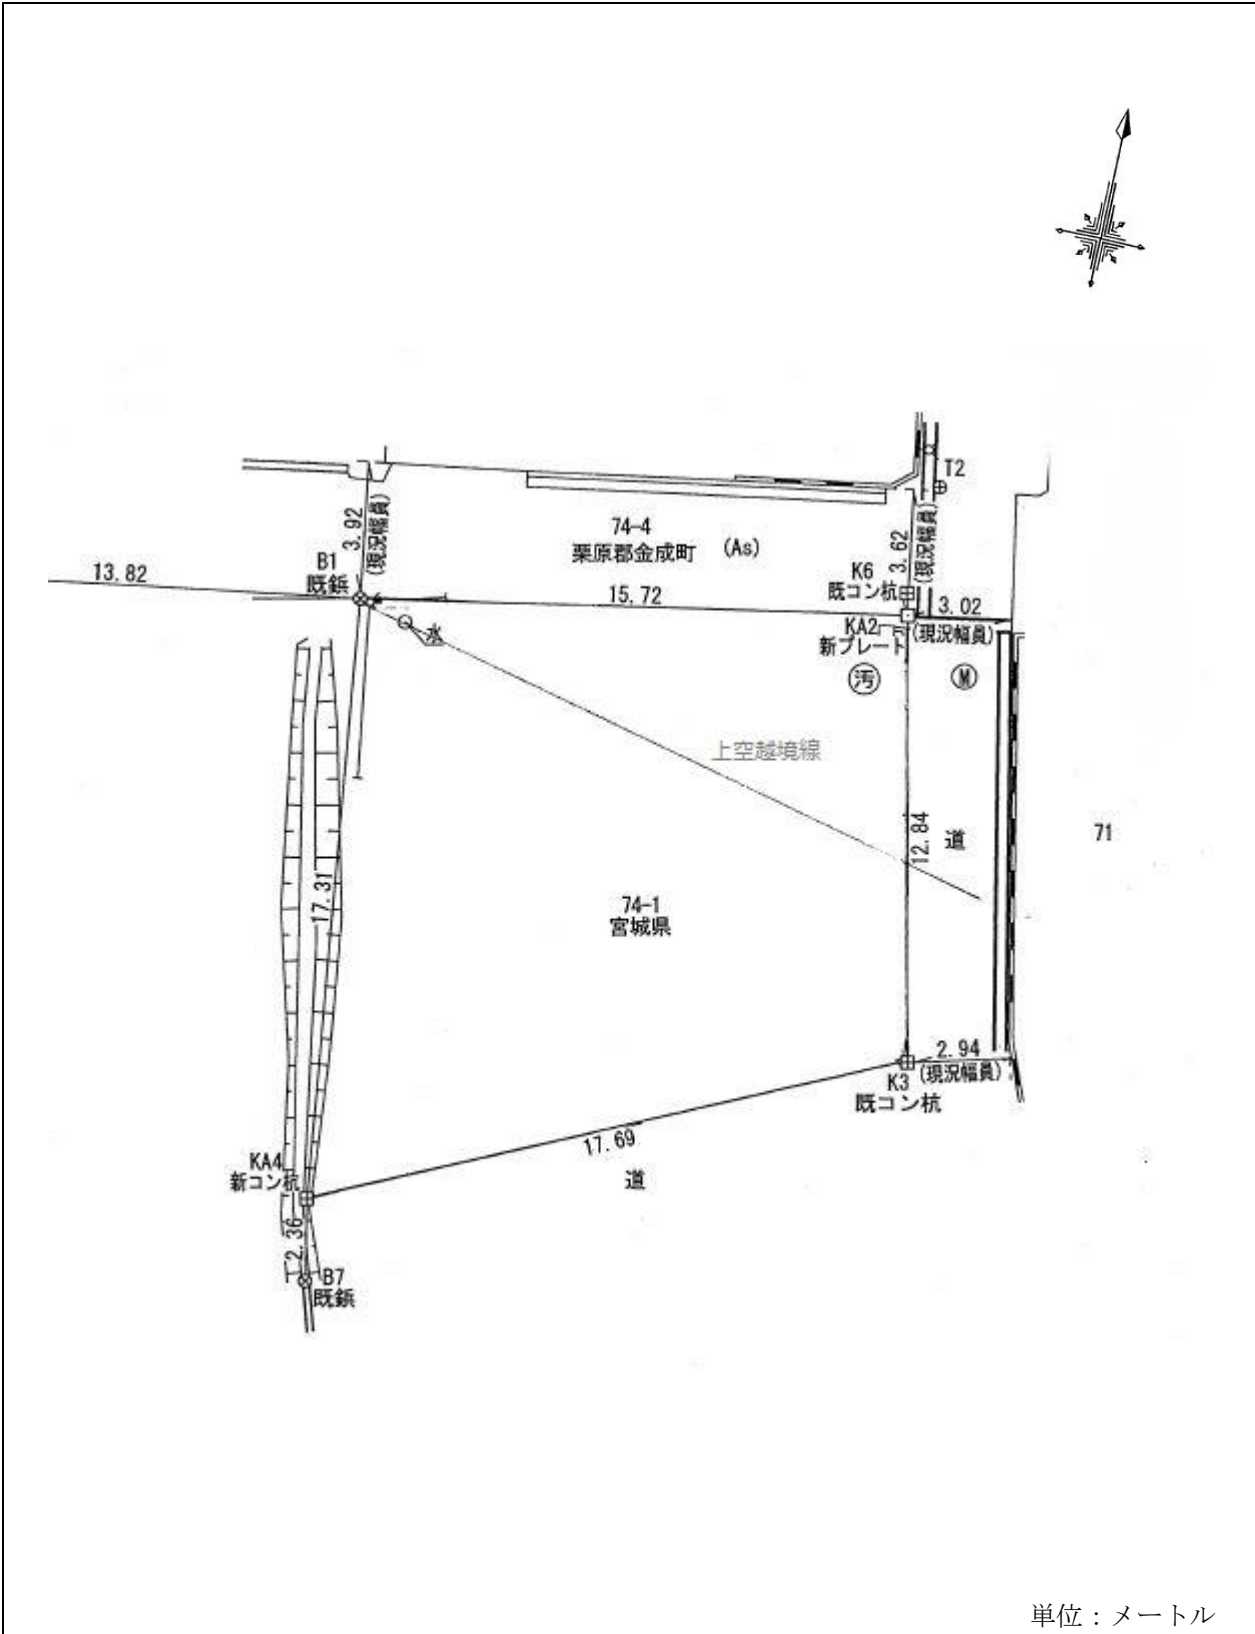 T2
3.92
(現況幅員)
74-4
栗原郡金成町 (As)
3.62
(現況幅員)
13.82
B1
既鋲
15.72
K6
既コン杭
3.02
(現況幅員)
KA2
新プレート
水
汚
M
上空越境線
12.84
道
71
17.31
74-1
宮城県
2.94
(現況幅員)
K3
既コン杭
17.69
道
KA4
新コン杭
2.36
B7
既鋲
単位：メートル